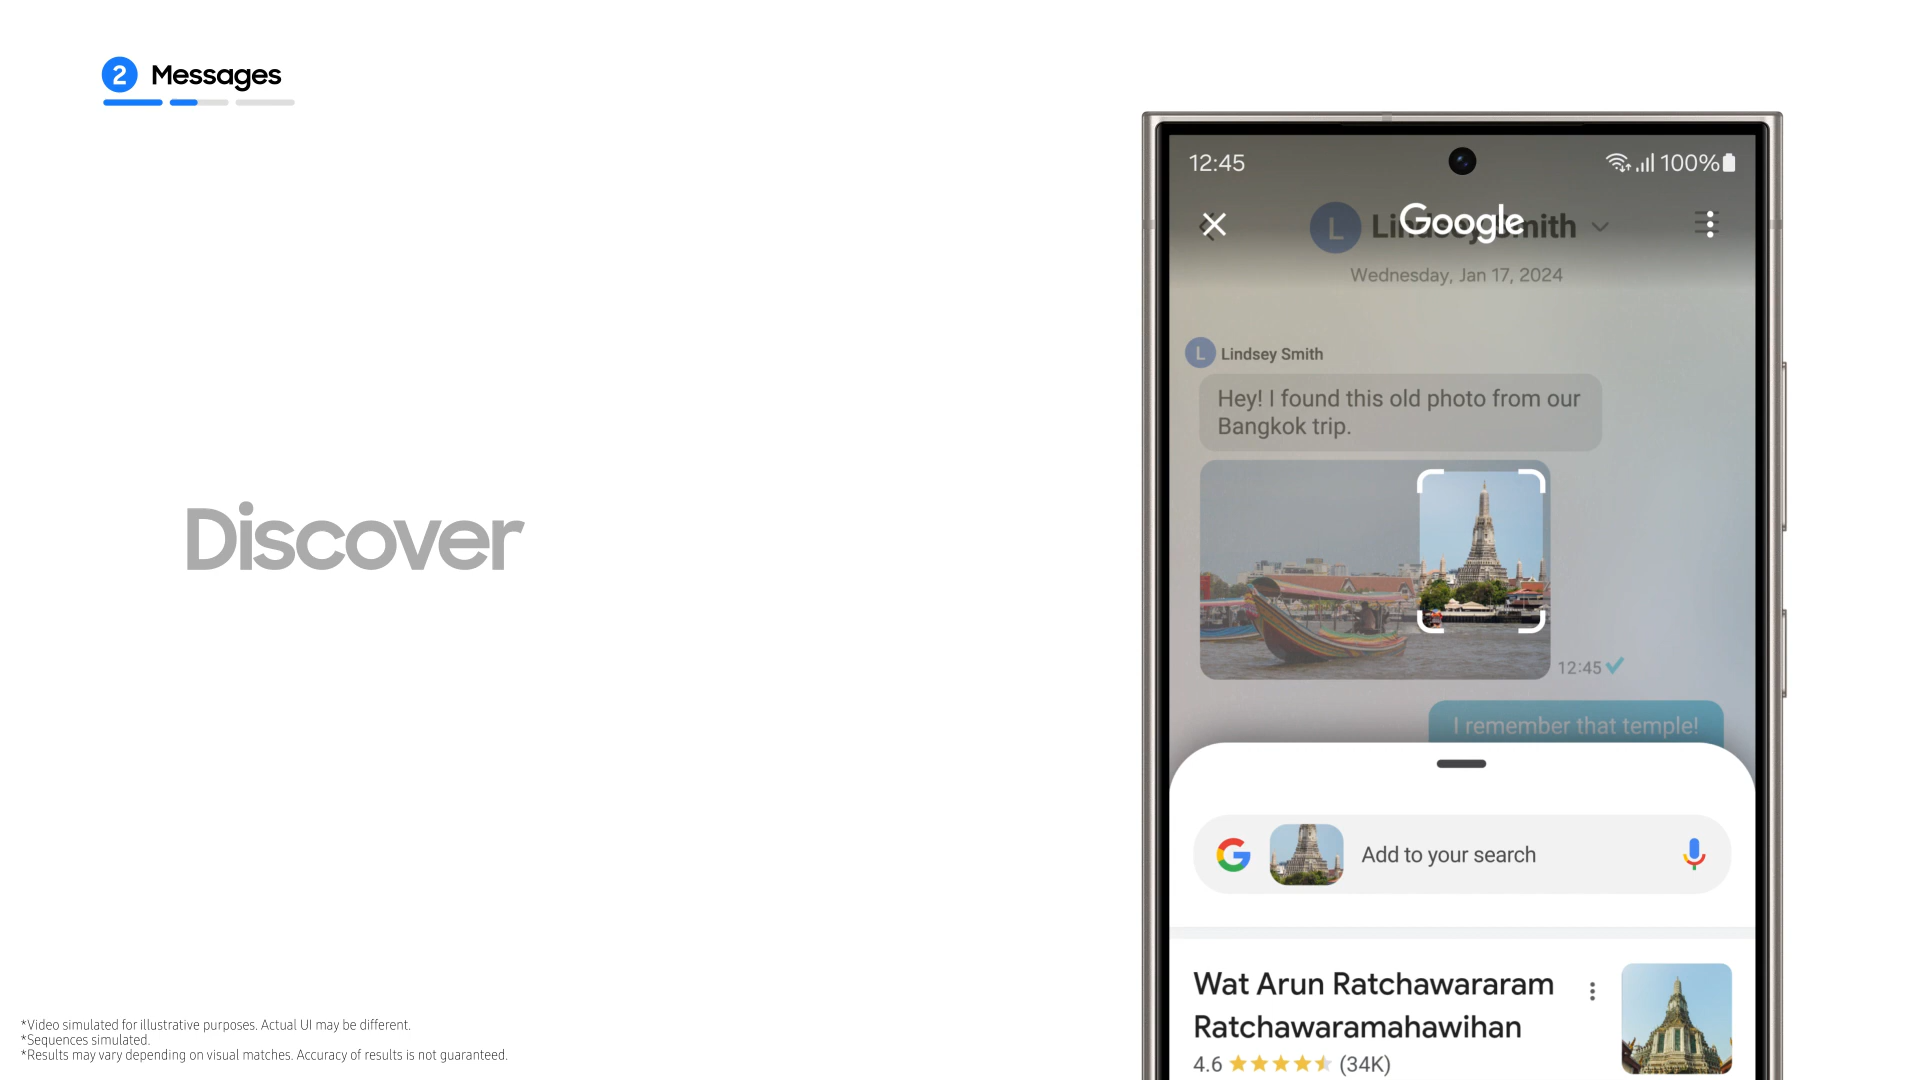 2 Messages
Discover
12:45
100%
Google
L Lindsey Smith
Wednesday, Jan 17, 2024
L Lindsey Smith
Hey! I found this old photo from our
Bangkok trip.
12:45
I remember that temple!
G Add to your search
Wat Arun Ratchawararam
Ratchawaramahawihan
4.6 (34K)
*Video simulated for illustrative purposes. Actual UI may be different.
*Sequences simulated.
*Results may vary depending on visual matches. Accuracy of results is not guaranteed.